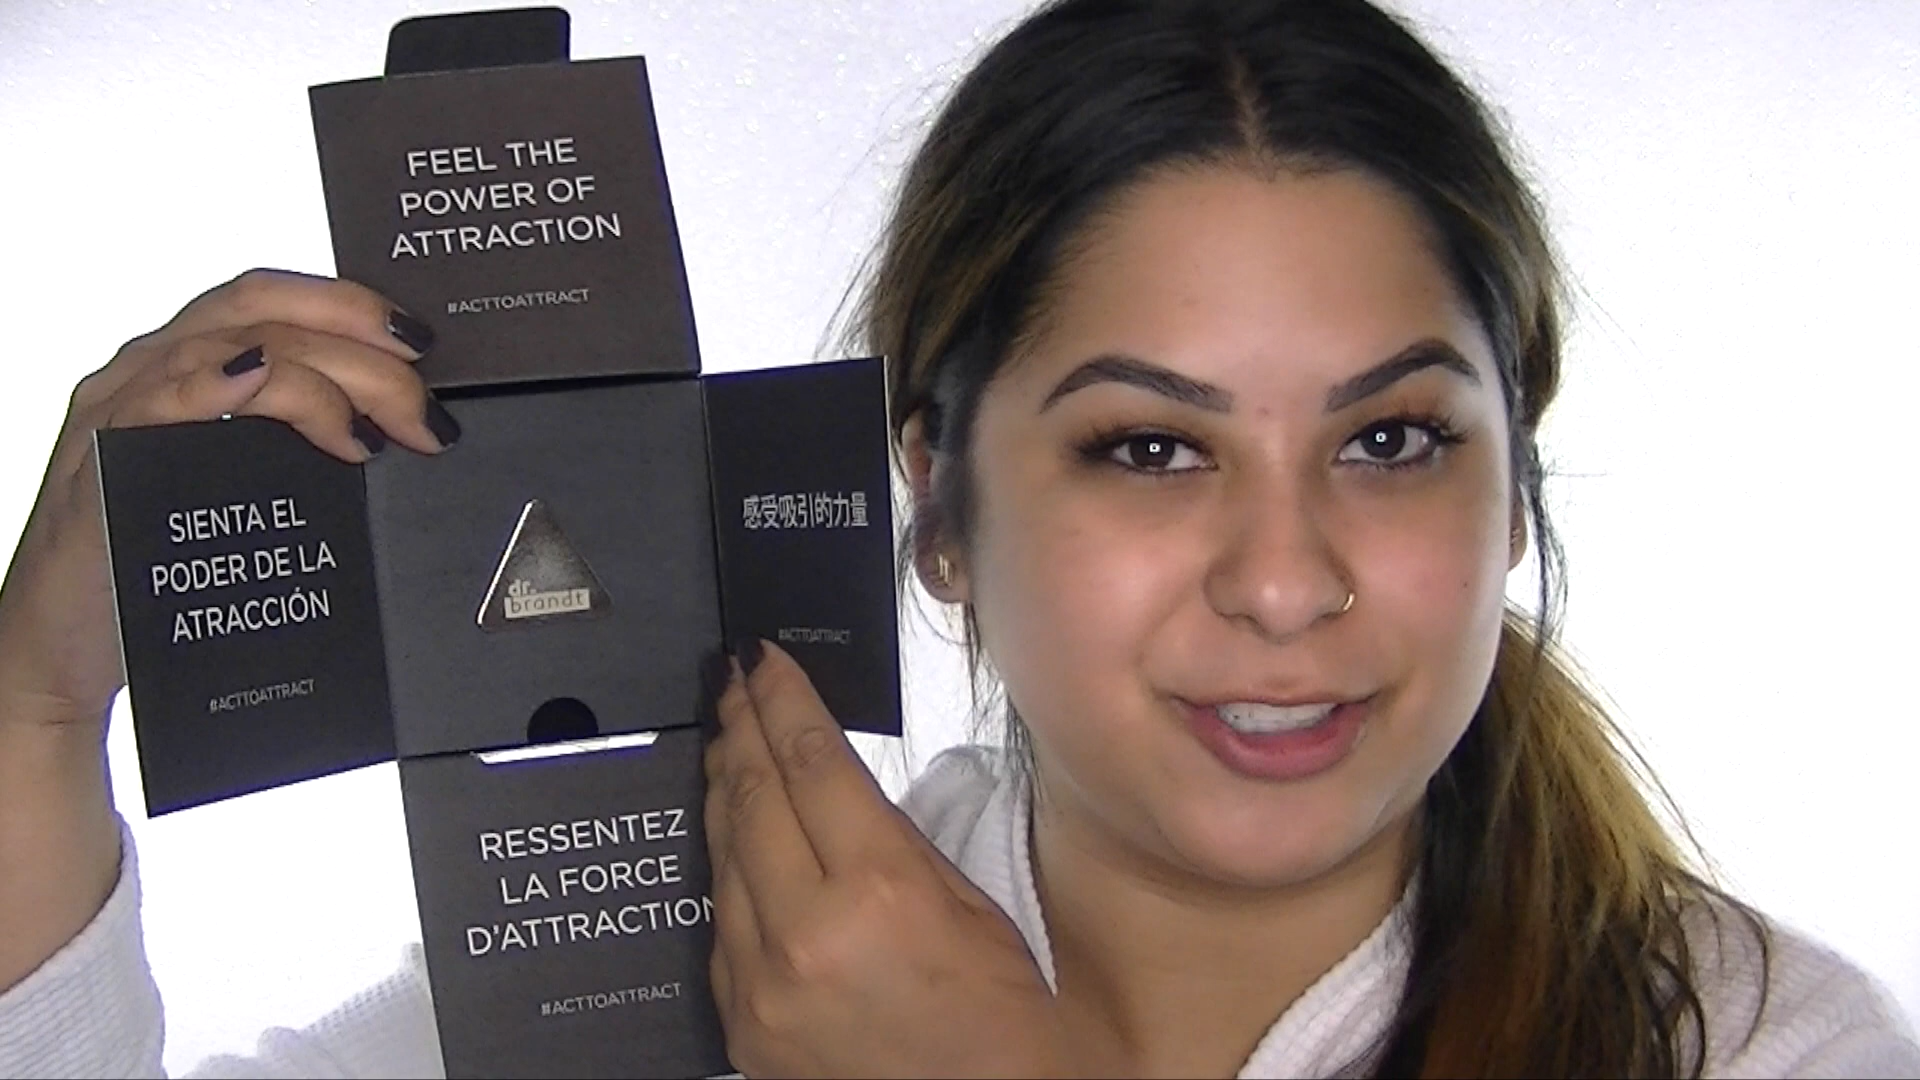 FEEL THE
POWER OF
ATTRACTION
#ACTTOATTRACT
SIENTA EL
PODER DE LA
ATRACCIÓN
#ACTTOATTRACT
dr.
brandt
感受吸引的力量
#ACTTOATTRACT
RESSENTEZ
LA FORCE
D'ATTRACTION
#ACTTOATTRACT